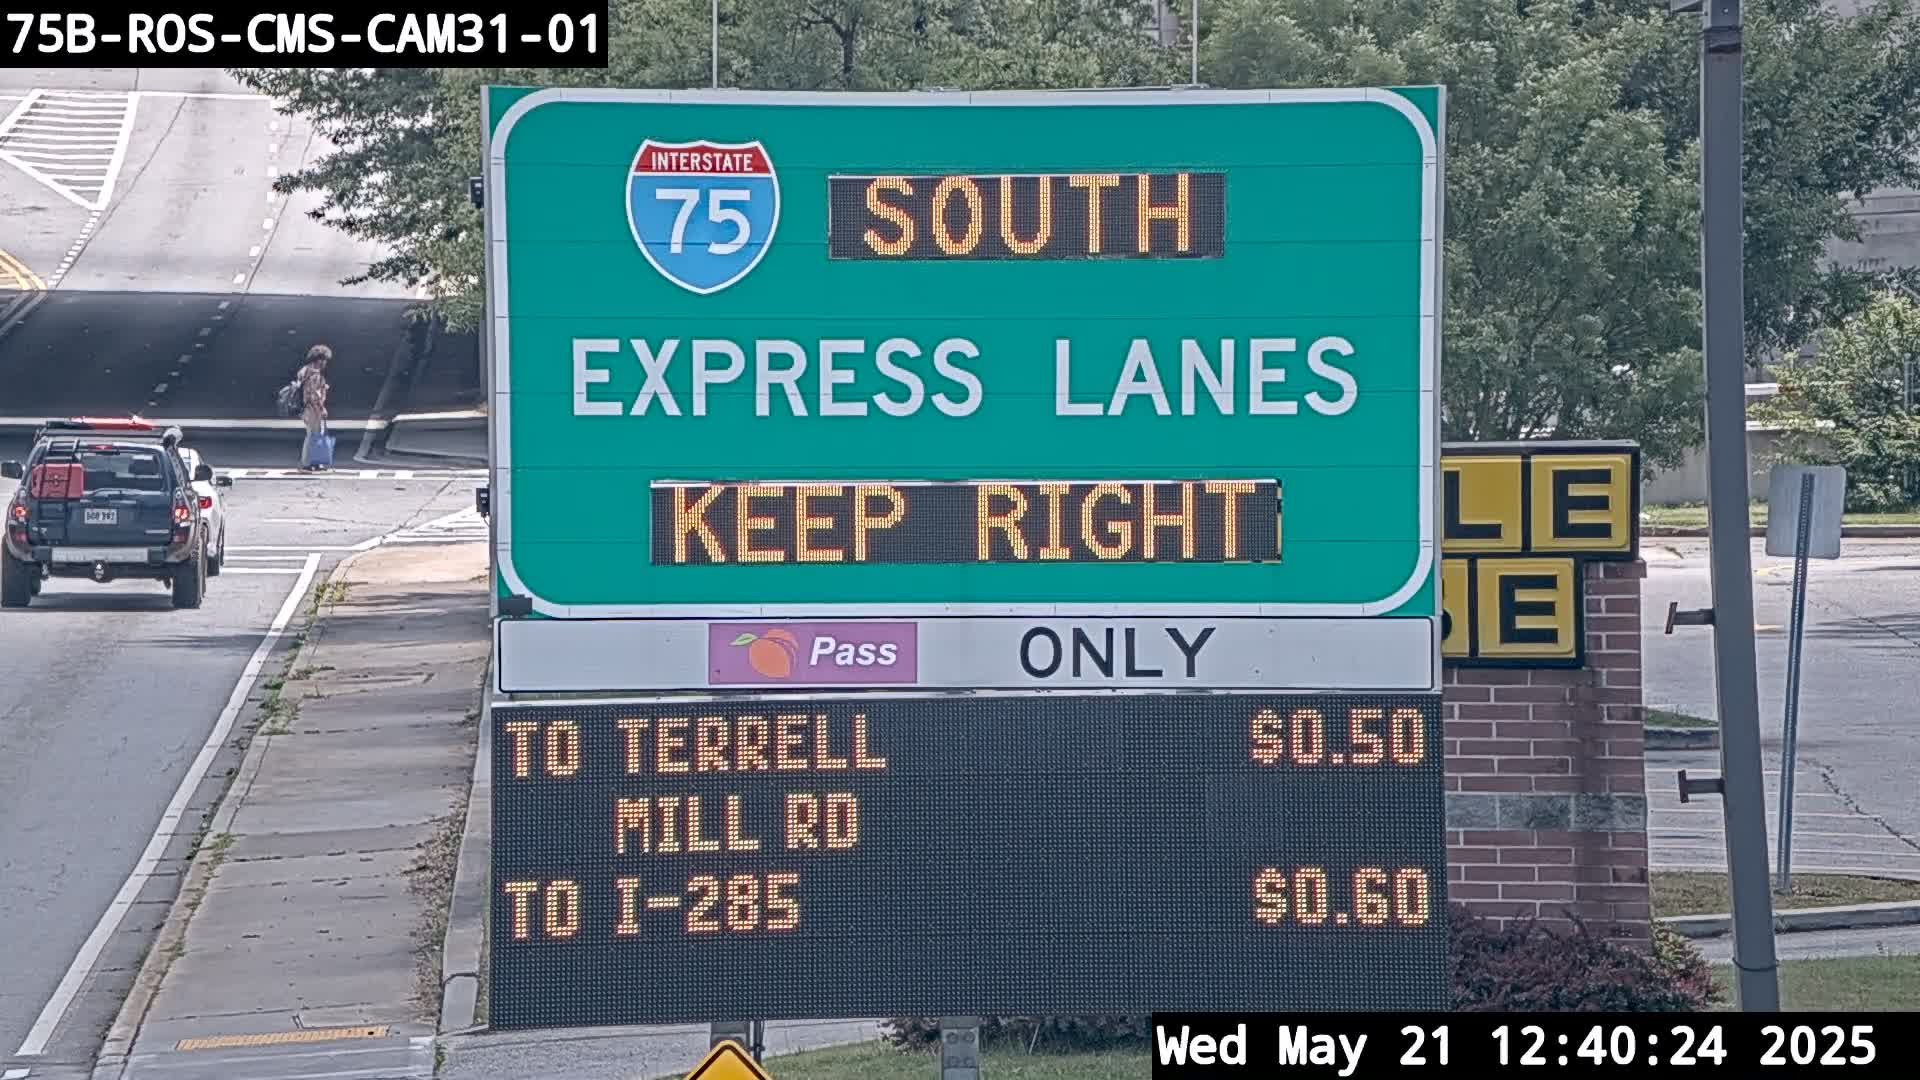 75B-ROS-CMS-CAM31-01
INTERSTATE
75
SOUTH
EXPRESS LANES
KEEP RIGHT
Pass ONLY
TO TERRELL $0.50
MILL RD
TO I-285 $0.60
LE
E
Wed May 21 12:40:24 2025